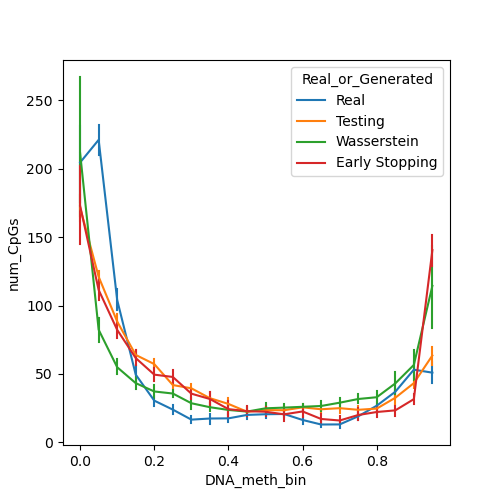 Real_or_Generated
Real
Testing
Wasserstein
Early Stopping
num_CpGs
250
200
150
100
50
0
0.0 0.2 0.4 0.6 0.8
DNA_meth_bin